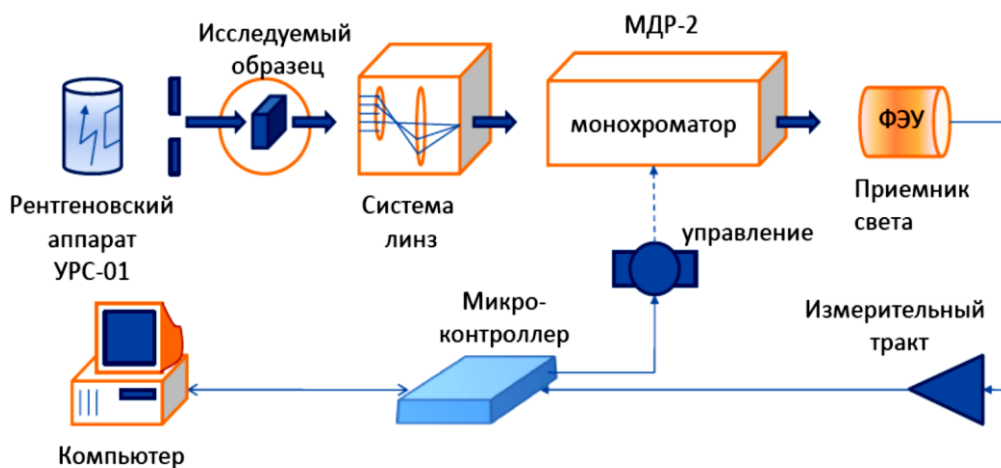 Исследуемый
образец
МДР-2
монохроматор
ФЭУ
Рентгеновский
аппарат
УРС-01
Система
линз
Приемник
света
управление
Микро-
контроллер
Измерительный
тракт
Компьютер